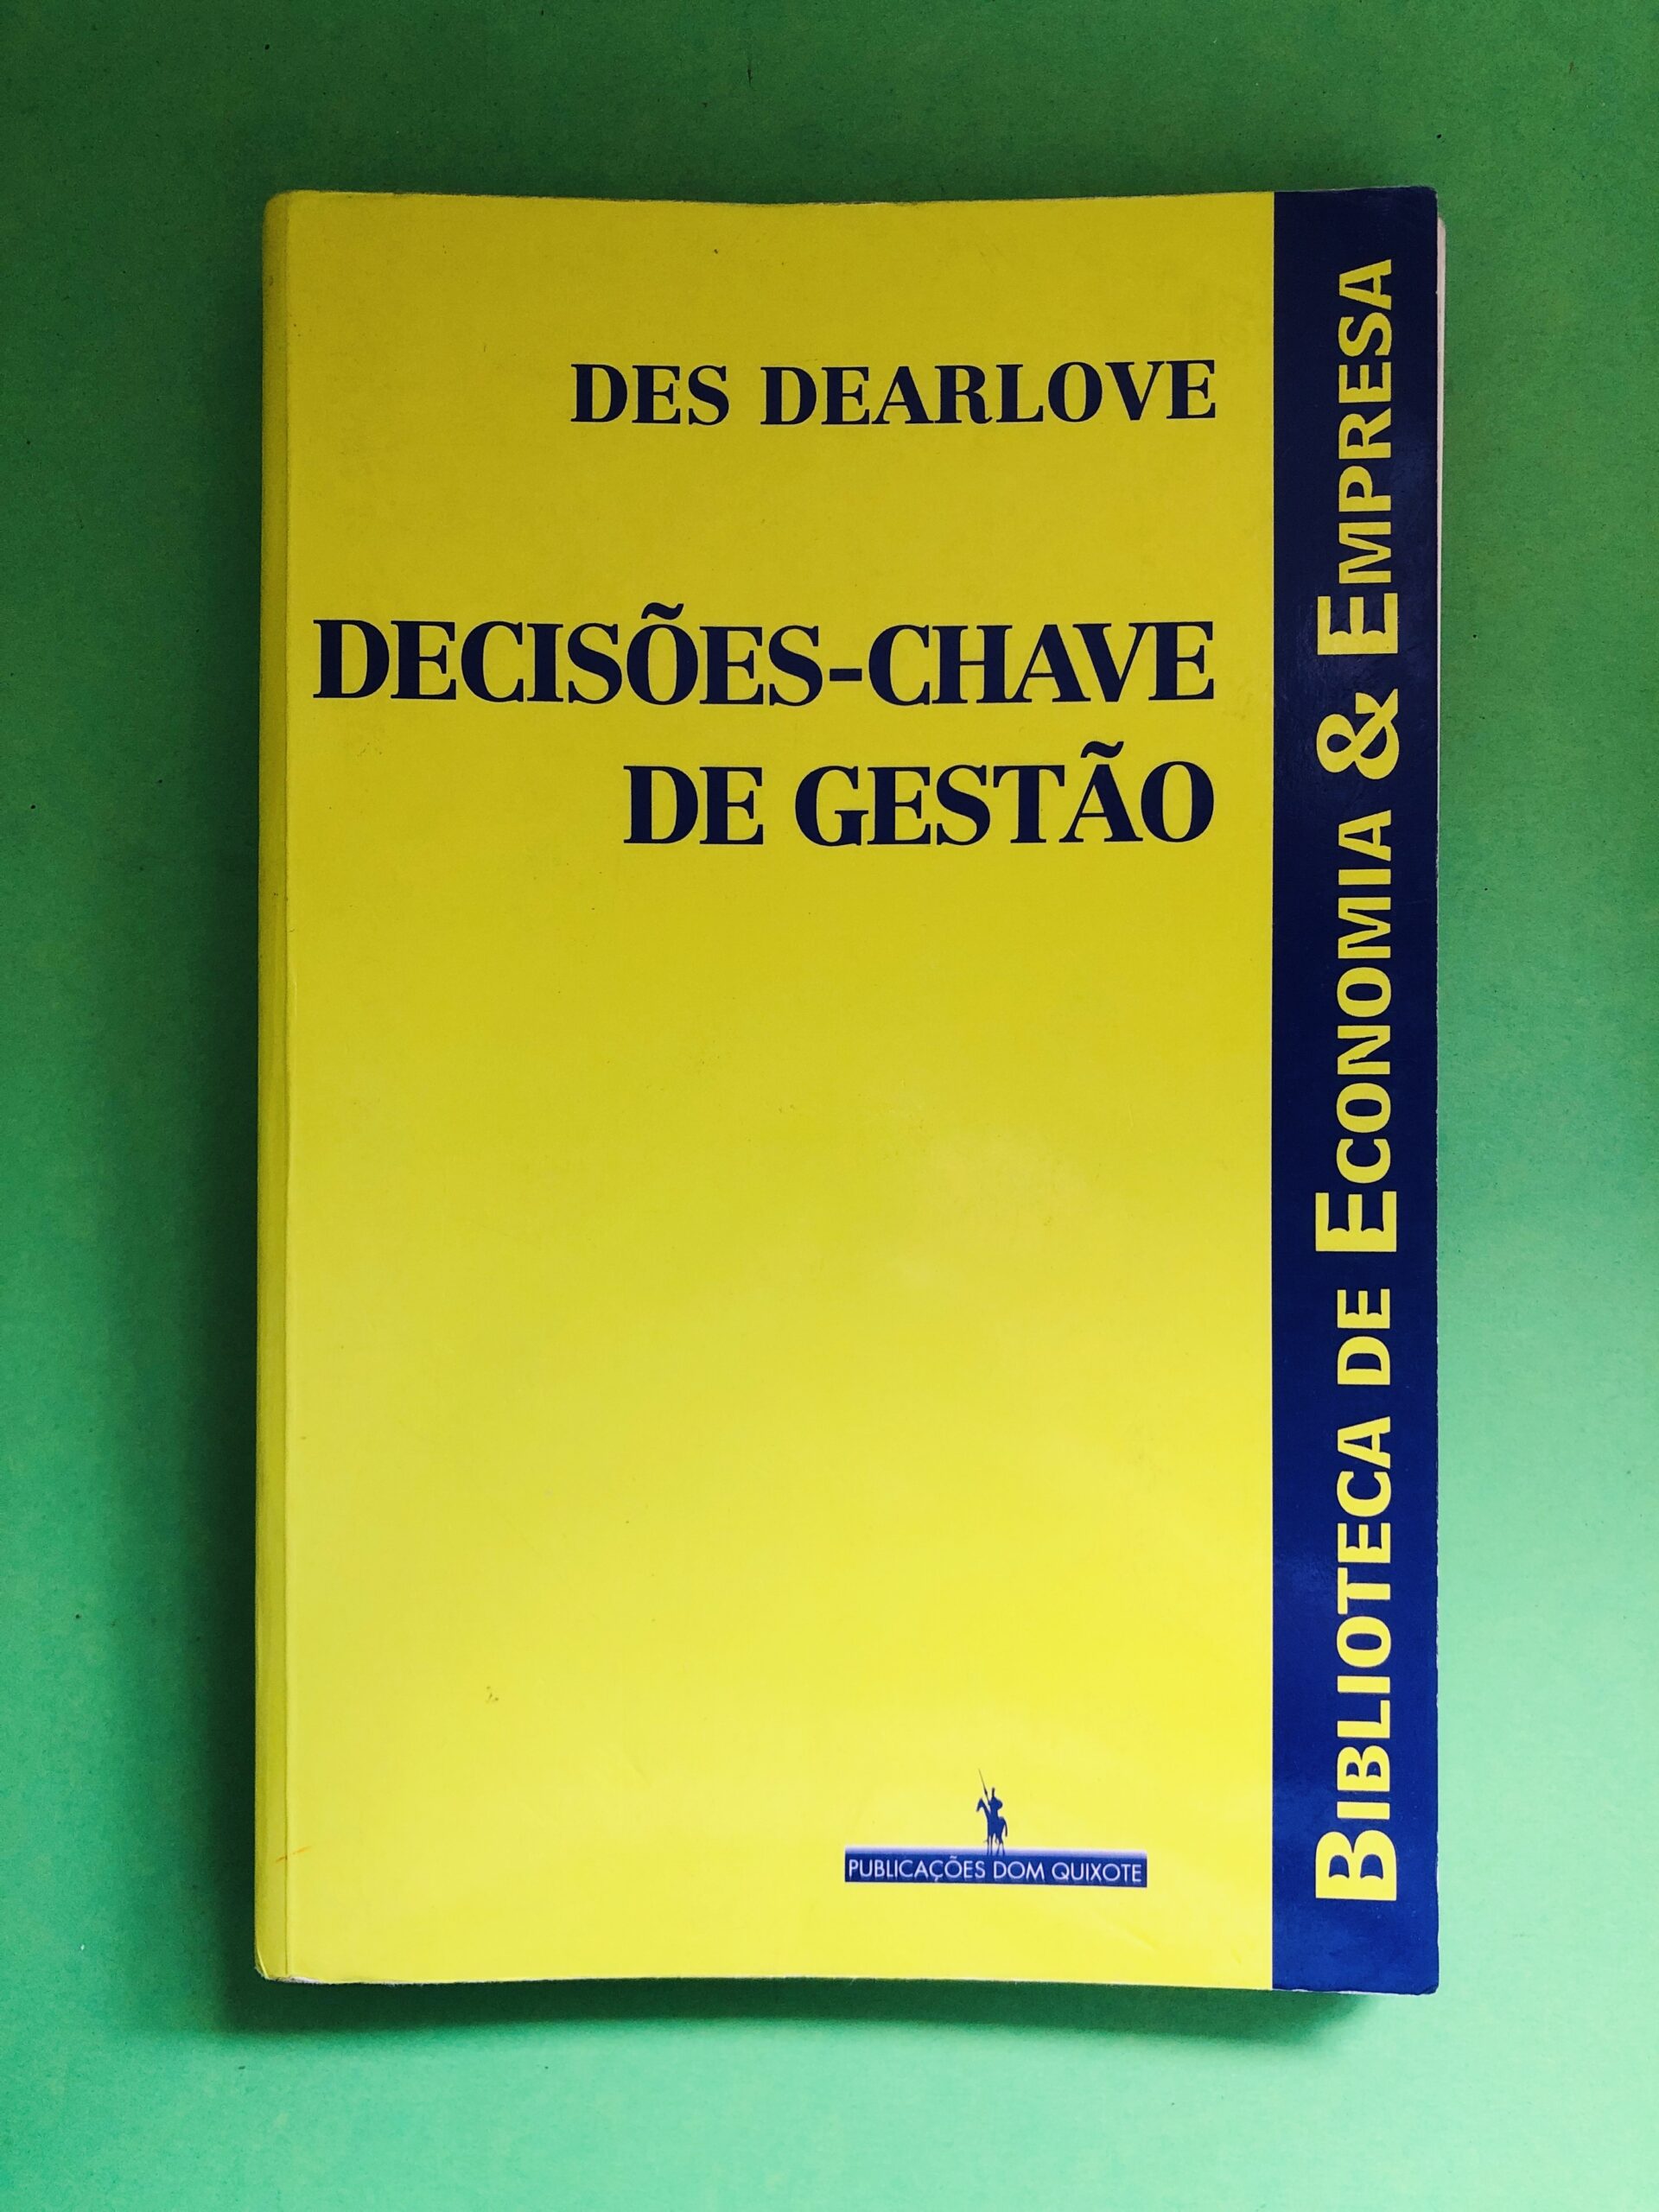 DES DEARLOVE
DECISÕES-CHAVE
DE GESTÃO
PUBLICAÇÕES DOM QUIXOTE
BIBLIOTECA DE ECONOMIA & EMPRESA